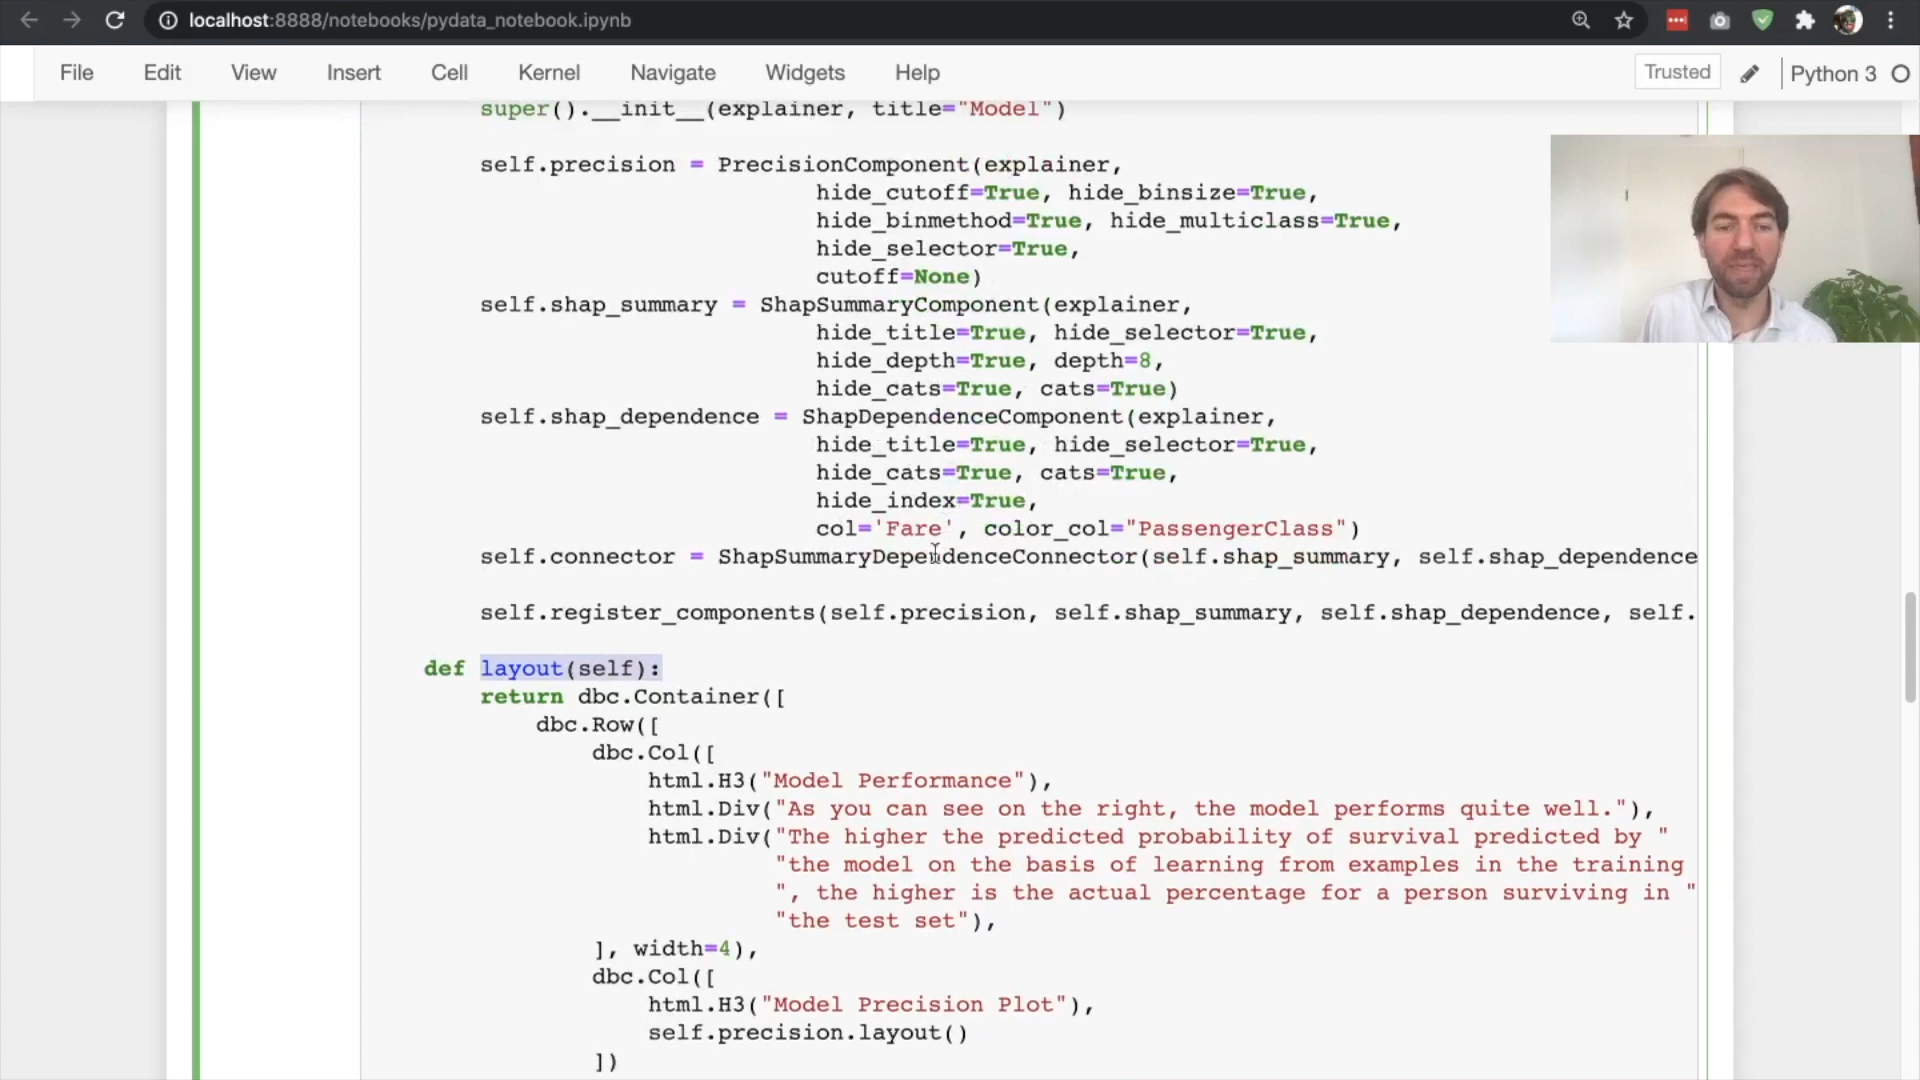 localhost:8888/notebooks/pydata_notebook.ipynb
File Edit View Insert Cell Kernel Navigate Widgets Help
Trusted
Python 3
super().__init__(explainer, title="Model")
self.precision = PrecisionComponent(explainer,
hide_cutoff=True, hide_binsize=True,
hide_binmethod=True, hide_multiclass=True,
hide_selector=True,
cutoff=None)
self.shap_summary = ShapSummaryComponent(explainer,
hide_title=True, hide_selector=True,
hide_depth=True, depth=8,
hide_cats=True, cats=True)
self.shap_dependence = ShapDependenceComponent(explainer,
hide_title=True, hide_selector=True,
hide_cats=True, cats=True,
hide_index=True,
col='Fare', color_col="PassengerClass")
self.connector = ShapSummaryDependenceConnector(self.shap_summary, self.shap_dependence
self.register_components(self.precision, self.shap_summary, self.shap_dependence, self.
def layout(self):
return dbc.Container([
dbc.Row([
dbc.Col([
html.H3("Model Performance"),
html.Div("As you can see on the right, the model performs quite well."),
html.Div("The higher the predicted probability of survival predicted by "
"the model on the basis of learning from examples in the training
", the higher is the actual percentage for a person surviving in "
"the test set"),
], width=4),
dbc.Col([
html.H3("Model Precision Plot"),
self.precision.layout()
])